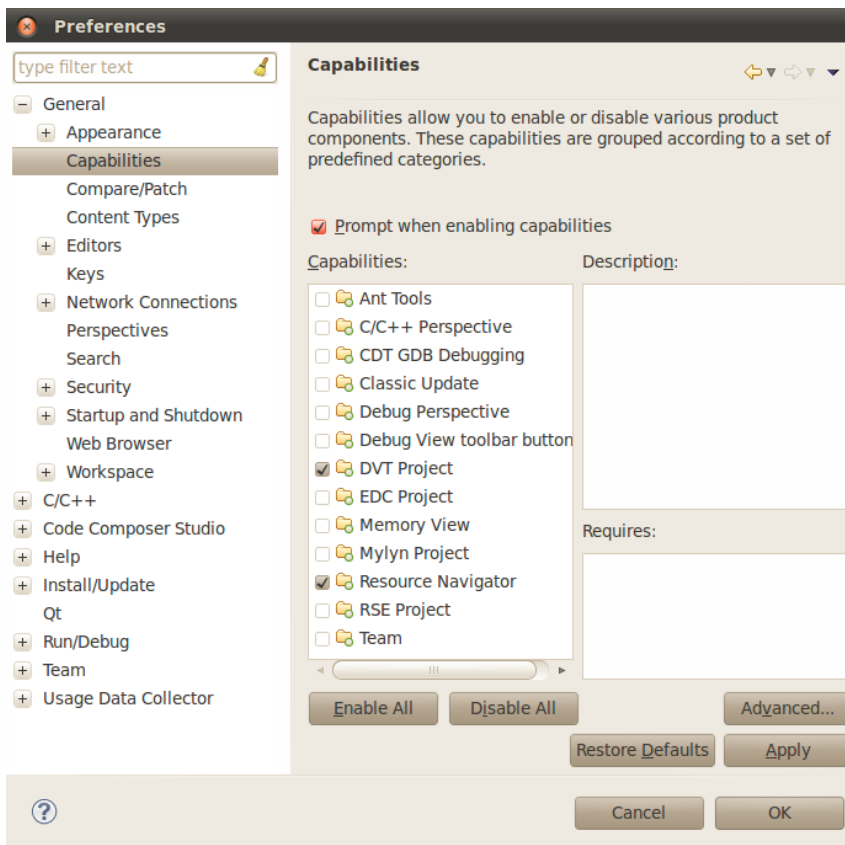 Preferences
type filter text
General
Appearance
Capabilities
Compare/Patch
Content Types
Editors
Keys
Network Connections
Perspectives
Search
Security
Startup and Shutdown
Web Browser
Workspace
C/C++
Code Composer Studio
Help
Install/Update
Qt
Run/Debug
Team
Usage Data Collector
Capabilities
Capabilities allow you to enable or disable various product
components. These capabilities are grouped according to a set of
predefined categories.
Prompt when enabling capabilities
Capabilities:
Ant Tools
C/C++ Perspective
CDT GDB Debugging
Classic Update
Debug Perspective
Debug View toolbar button
DVT Project
EDC Project
Memory View
Mylyn Project
Resource Navigator
RSE Project
Team
Description:
Requires:
Enable All
Disable All
Advanced...
Restore Defaults
Apply
?
Cancel
OK